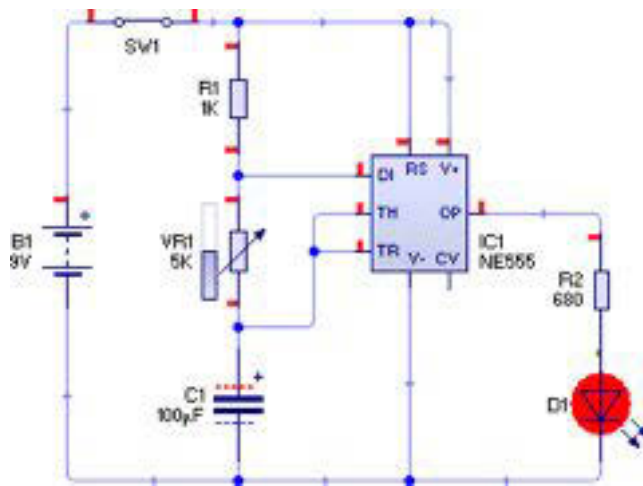 SW1
R1
1K
DI
RS
V+
TH
OP
TR
V-
CV
IC1
NE555
VR1
5K
B1
9V
R2
680
C1
100µF
D1
+
+